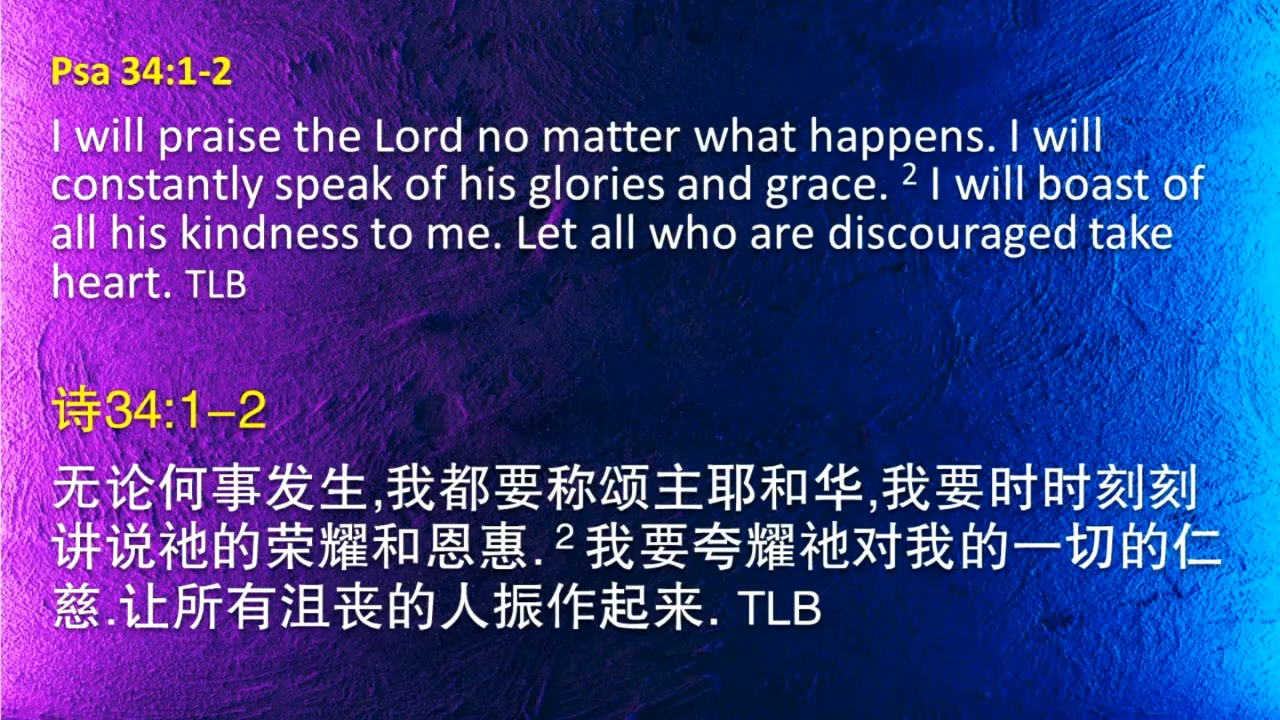 Psa 34:1-2
I will praise the Lord no matter what happens. I will
constantly speak of his glories and grace. ² I will boast of
all his kindness to me. Let all who are discouraged take
heart. TLB
诗34:1–2
无论何事发生,我都要称颂主耶和华,我要时时刻刻
讲说祂的荣耀和恩惠. ² 我要夸耀祂对我的一切的仁
慈.让所有沮丧的人振作起来. TLB